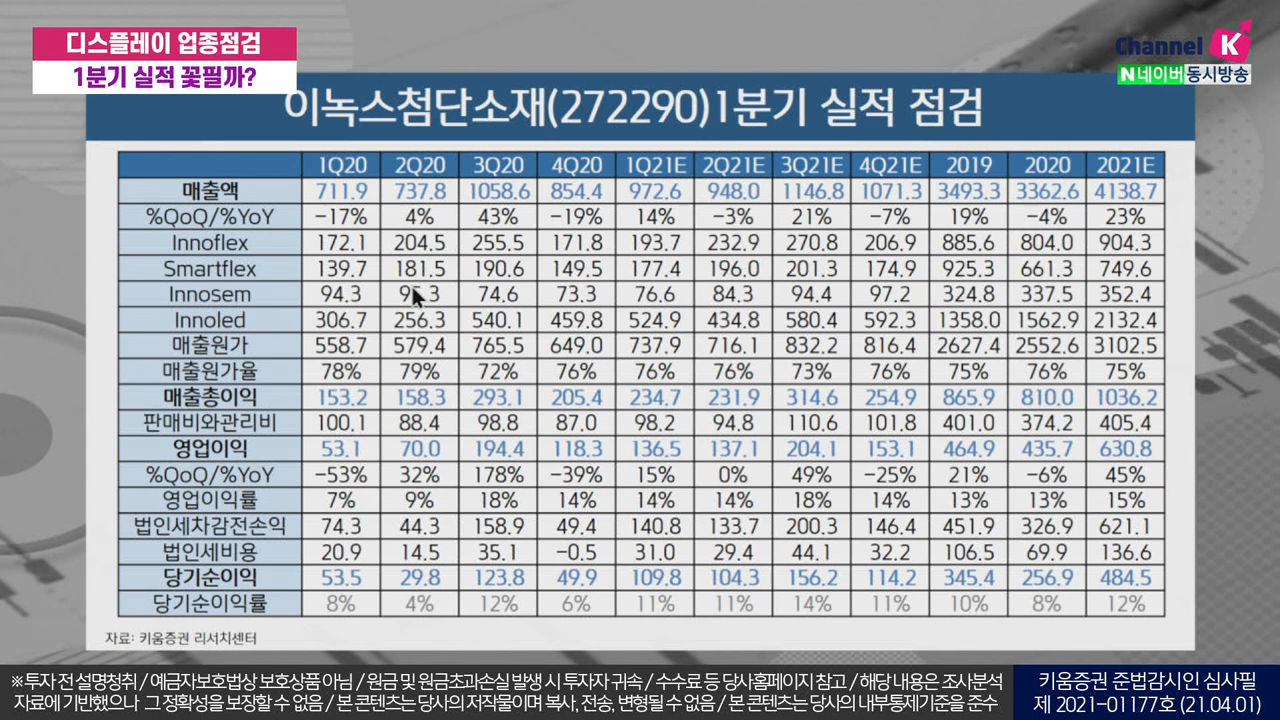 디스플레이 업종점검
1분기 실적 꽃필까?
Channel K
N 네이버 동시방송
이녹스첨단소재(272290)1분기 실적 점검
1Q20 2Q20 3Q20 4Q20 1Q21E 2Q21E 3Q21E 4Q21E 2019 2020 2021E
매출액 711.9 737.8 1058.6 854.4 972.6 948.0 1146.8 1071.3 3493.3 3362.6 4138.7
%QoQ/%YoY −17% 4% 43% −19% 14% −3% 21% −7% 19% −4% 23%
Innoflex 172.1 204.5 255.5 171.8 193.7 232.9 270.8 206.9 885.6 804.0 904.3
Smartflex 139.7 181.5 190.6 149.5 177.4 196.0 201.3 174.9 925.3 661.3 749.6
Innosem 94.3 74.6 73.3 76.6 84.3 94.4 97.2 324.8 337.5 352.4
Innoled 306.7 256.3 540.1 459.8 524.9 434.8 580.4 592.3 1358.0 1562.9 2132.4
매출원가 558.7 579.4 765.5 649.0 737.9 716.1 832.2 816.4 2627.4 2552.6 3102.5
매출원가율 78% 79% 72% 76% 76% 76% 73% 76% 75% 76% 75%
매출총이익 153.2 158.3 293.1 205.4 234.7 231.9 314.6 254.9 865.9 810.0 1036.2
판매비와관리비 100.1 88.4 98.8 87.0 98.2 94.8 110.6 101.8 401.0 374.2 405.4
영업이익 53.1 70.0 194.4 118.3 136.5 137.1 204.1 153.1 464.9 435.7 630.8
%QoQ/%YoY −53% 32% 178% −39% 15% 0% 49% −25% 21% −6% 45%
영업이익률 7% 9% 18% 14% 14% 14% 18% 14% 13% 13% 15%
법인세차감전손익 74.3 44.3 158.9 49.4 140.8 133.7 200.3 146.4 451.9 326.9 621.1
법인세비용 20.9 14.5 35.1 −0.5 31.0 29.4 44.1 32.2 106.5 69.9 136.6
당기순이익 53.5 29.8 123.8 49.9 109.8 104.3 156.2 114.2 345.4 256.9 484.5
당기순이익률 8% 4% 12% 6% 11% 11% 14% 11% 10% 8% 12%
자료: 키움증권 리서치센터
※투자 전 설명청취 / 예금자보호법상 보호상품 아님 / 원금 및 원금초과손실 발생 시 투자자 귀속 / 수수료 등 당사홈페이지 참고 / 해당 내용은 조사분석
자료에 기반했으나 그 정확성을 보장할 수 없음 / 본 콘텐츠는 당사의 저작물이며 복사, 전송, 변형될 수 없음 / 본 콘텐츠는 당사의 내부통제기준을 준수
키움증권 준법감시인 심사필
제 2021-01177호 (21.04.01)